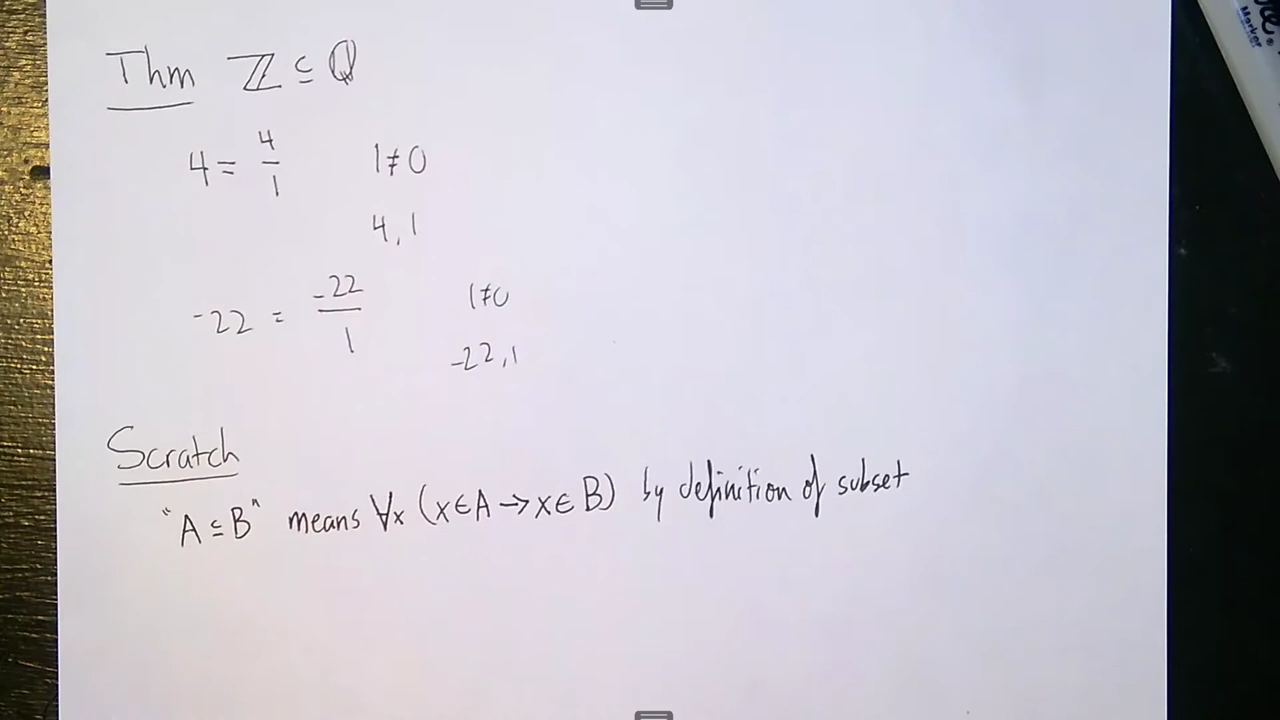 Thm ℤ ⊆ ℚ
4 = 4/1 1≠0
4, 1
-22 = -22/1 1≠0
-22, 1
Scratch
"A ⊆ B" means ∀x (x∈A → x∈B) by definition of subset
Marker